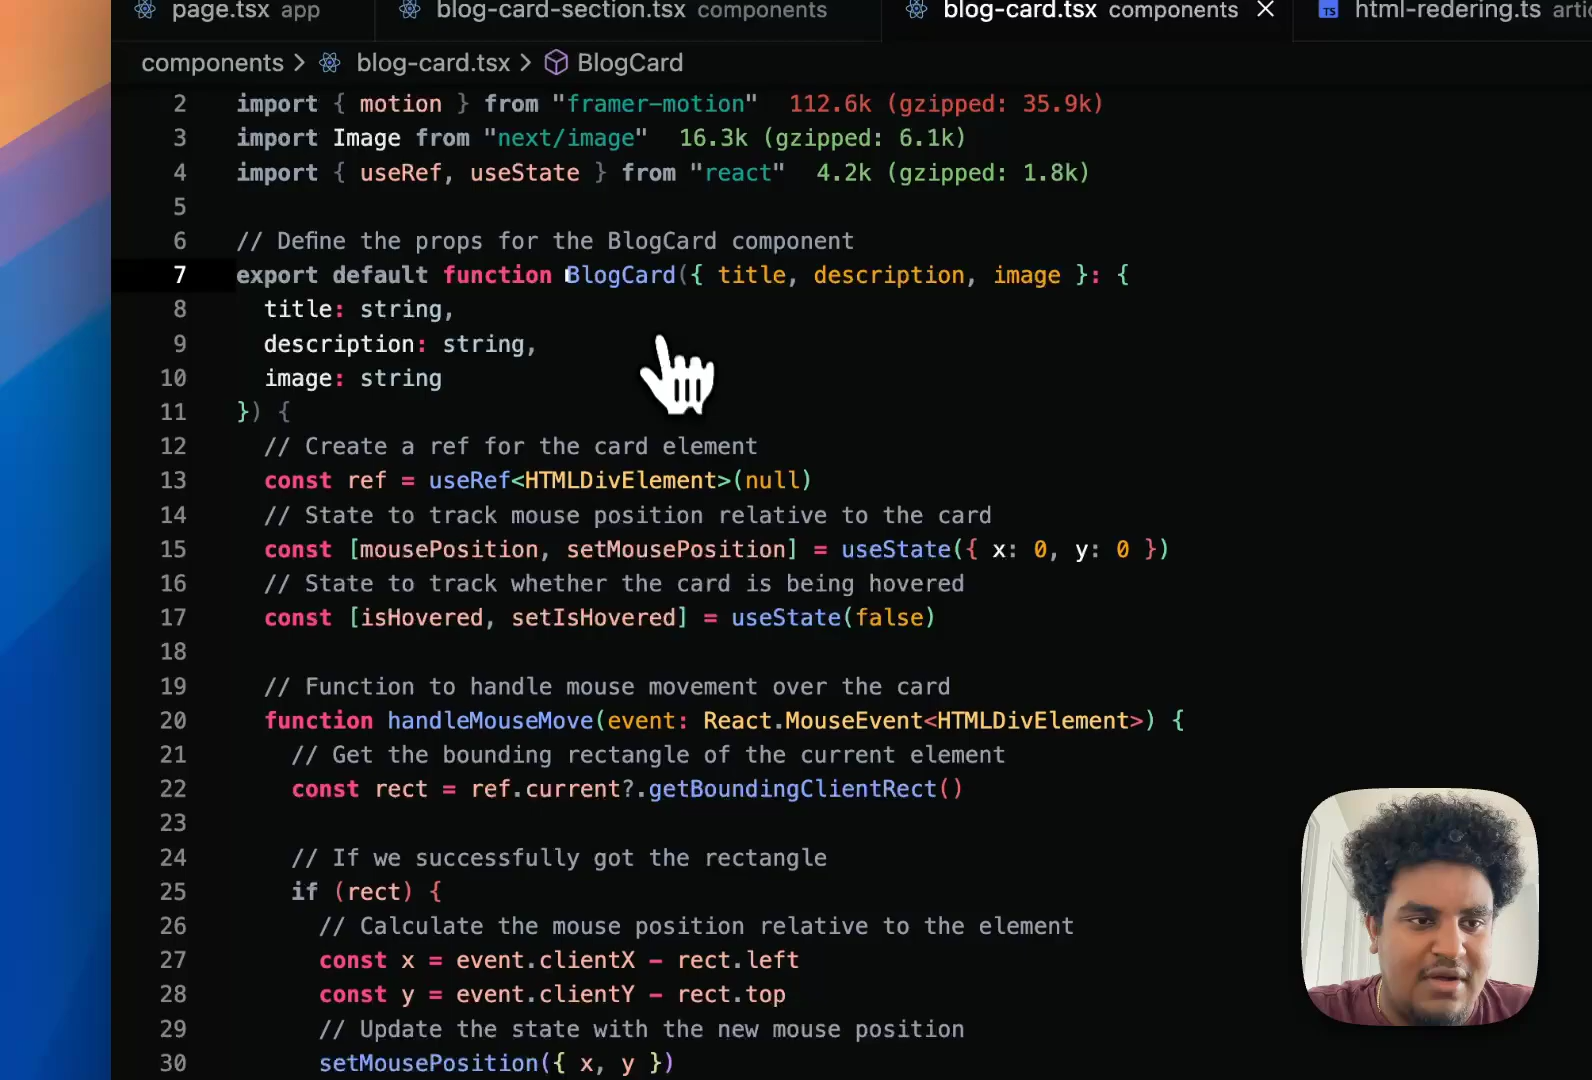 page.tsx app
blog-card-section.tsx components
blog-card.tsx components
TS html-redering.ts
components > blog-card.tsx > BlogCard
2 import { motion } from "framer-motion" 112.6k (gzipped: 35.9k)
3 import Image from "next/image" 16.3k (gzipped: 6.1k)
4 import { useRef, useState } from "react" 4.2k (gzipped: 1.8k)
5
6 // Define the props for the BlogCard component
7 export default function BlogCard({ title, description, image }: {
8 title: string,
9 description: string,
10 image: string
11 }) {
12 // Create a ref for the card element
13 const ref = useRef<HTMLDivElement>(null)
14 // State to track mouse position relative to the card
15 const [mousePosition, setMousePosition] = useState({ x: 0, y: 0 })
16 // State to track whether the card is being hovered
17 const [isHovered, setIsHovered] = useState(false)
18
19 // Function to handle mouse movement over the card
20 function handleMouseMove(event: React.MouseEvent<HTMLDivElement>) {
21 // Get the bounding rectangle of the current element
22 const rect = ref.current?.getBoundingClientRect()
23
24 // If we successfully got the rectangle
25 if (rect) {
26 // Calculate the mouse position relative to the element
27 const x = event.clientX - rect.left
28 const y = event.clientY - rect.top
29 // Update the state with the new mouse position
30 setMousePosition({ x, y })